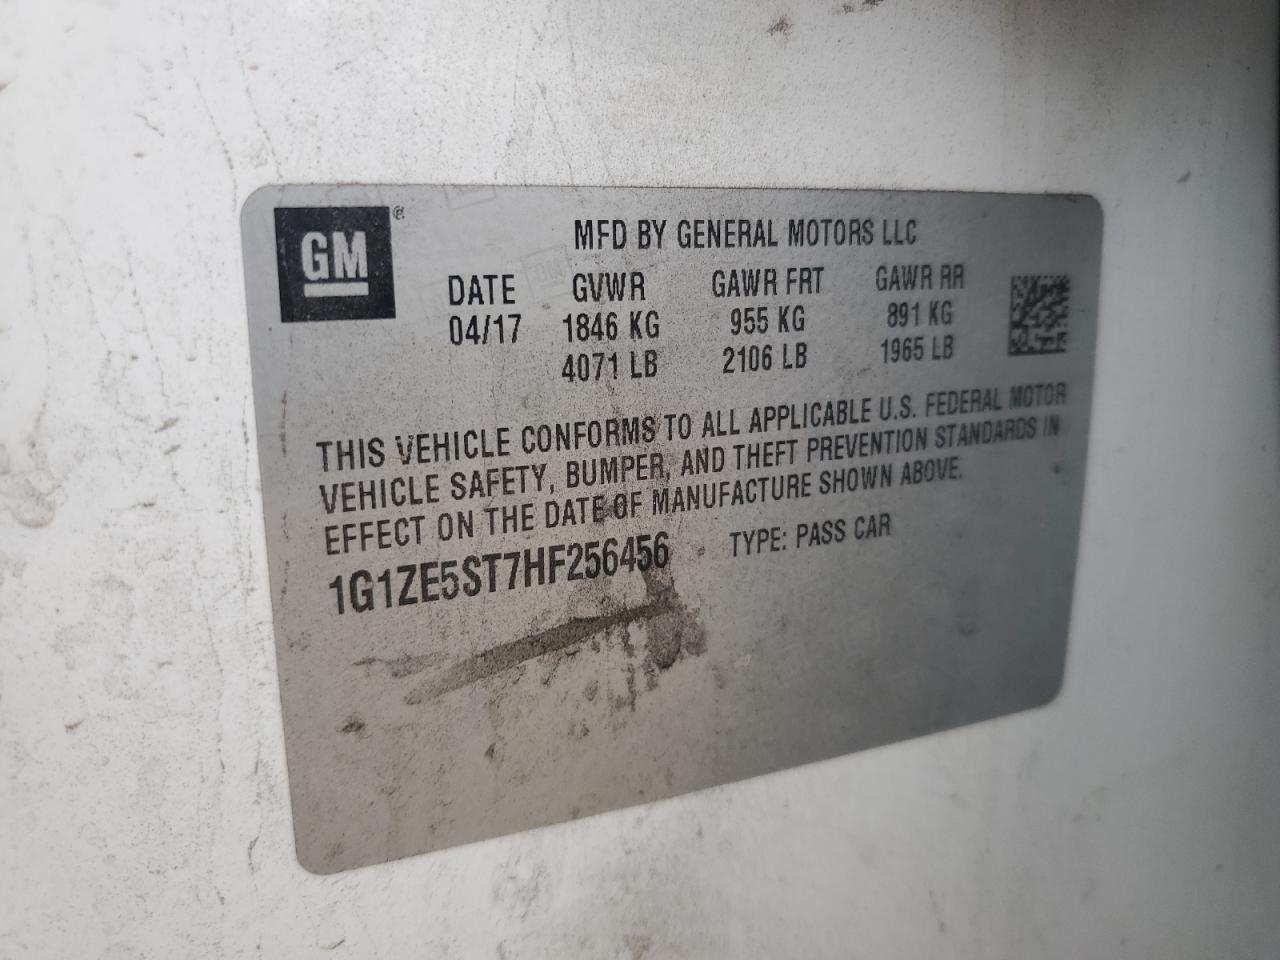 GM ®
MFD BY GENERAL MOTORS LLC
DATE GVWR GAWR FRT GAWR RR
04/17 1846 KG 955 KG 891 KG
4071 LB 2106 LB 1965 LB
THIS VEHICLE CONFORMS TO ALL APPLICABLE U.S. FEDERAL MOTOR
VEHICLE SAFETY, BUMPER, AND THEFT PREVENTION STANDARDS IN
EFFECT ON THE DATE OF MANUFACTURE SHOWN ABOVE.
1G1ZE5ST7HF256456 TYPE: PASS CAR